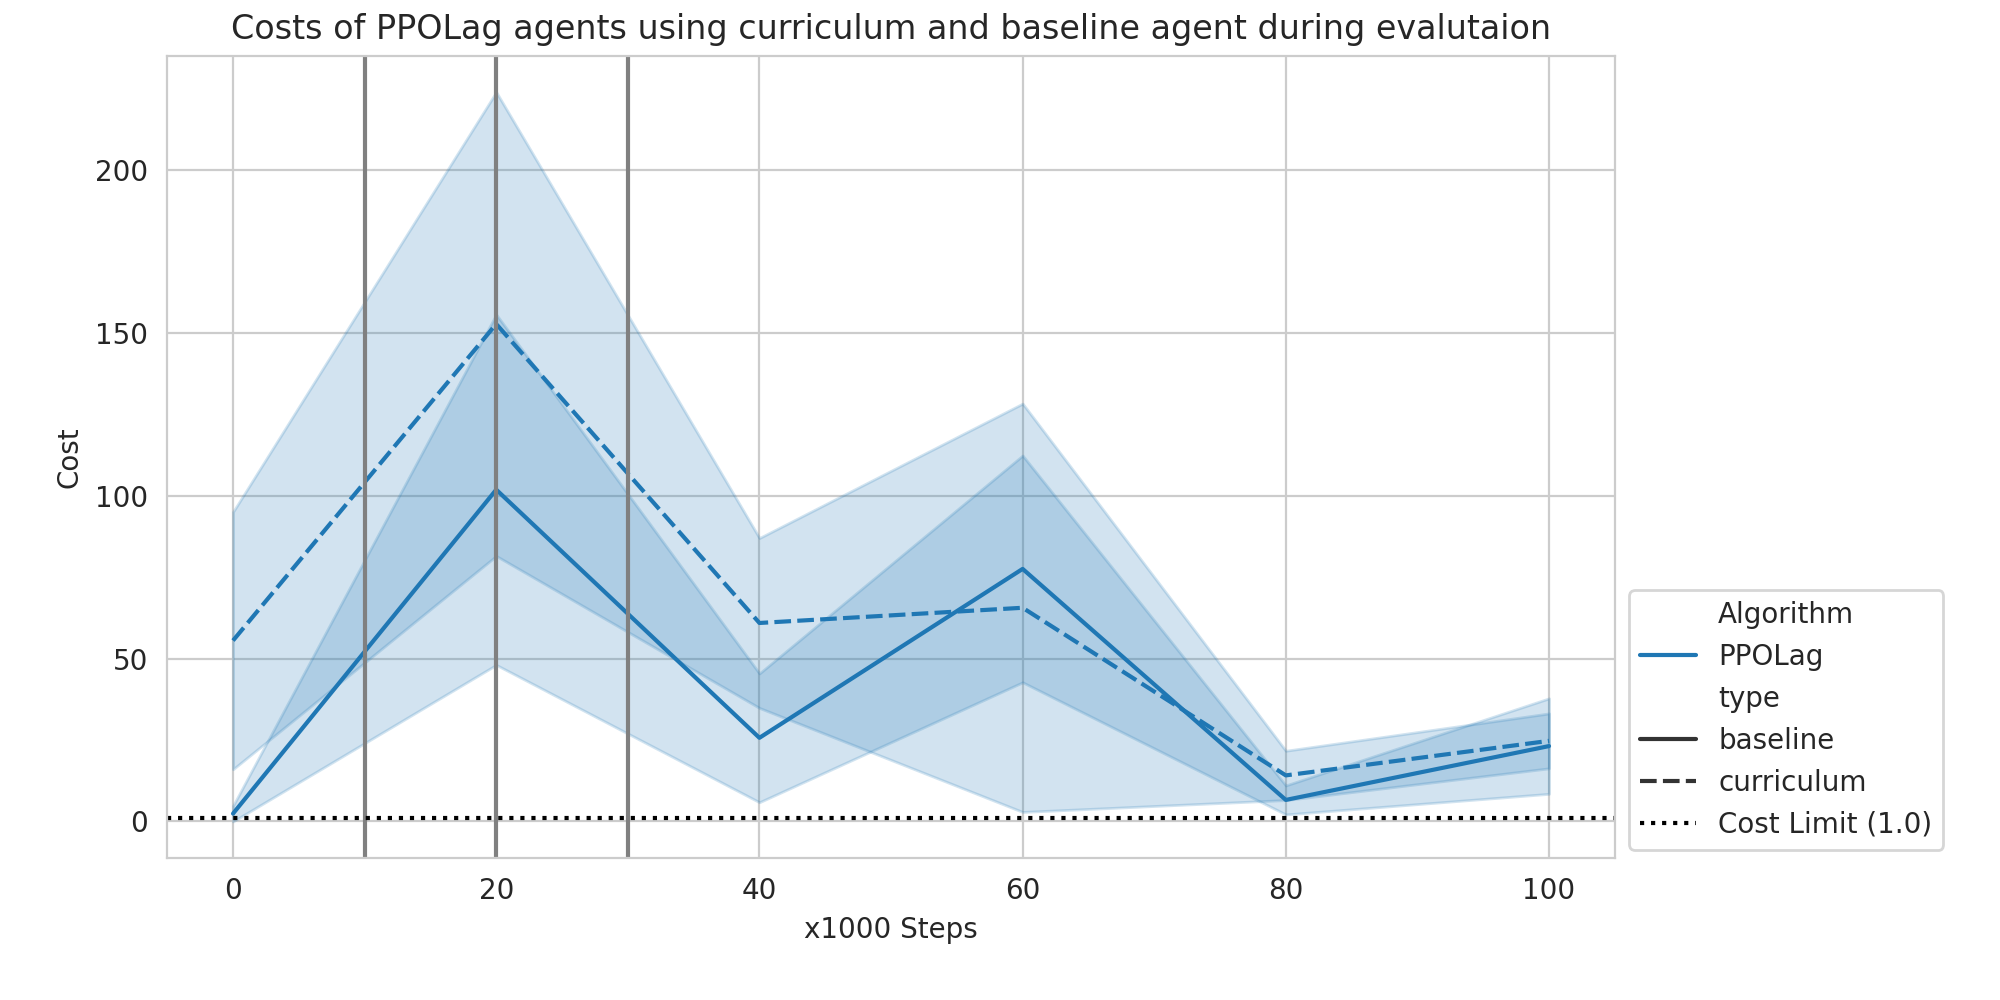 Costs of PPOLag agents using curriculum and baseline agent during evalutaion
200
150
100
50
0
Cost
0 20 40 60 80 100
x1000 Steps
Algorithm
PPOLag
type
baseline
curriculum
Cost Limit (1.0)